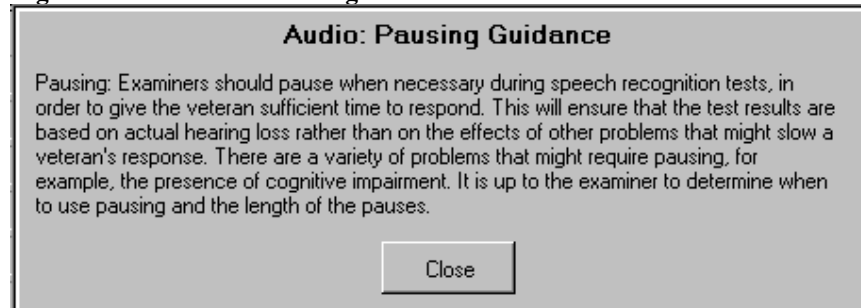 Audio: Pausing Guidance
Pausing: Examiners should pause when necessary during speech recognition tests, in
order to give the veteran sufficient time to respond. This will ensure that the test results are
based on actual hearing loss rather than on the effects of other problems that might slow a
veteran's response. There are a variety of problems that might require pausing, for
example, the presence of cognitive impairment. It is up to the examiner to determine when
to use pausing and the length of the pauses.
Close